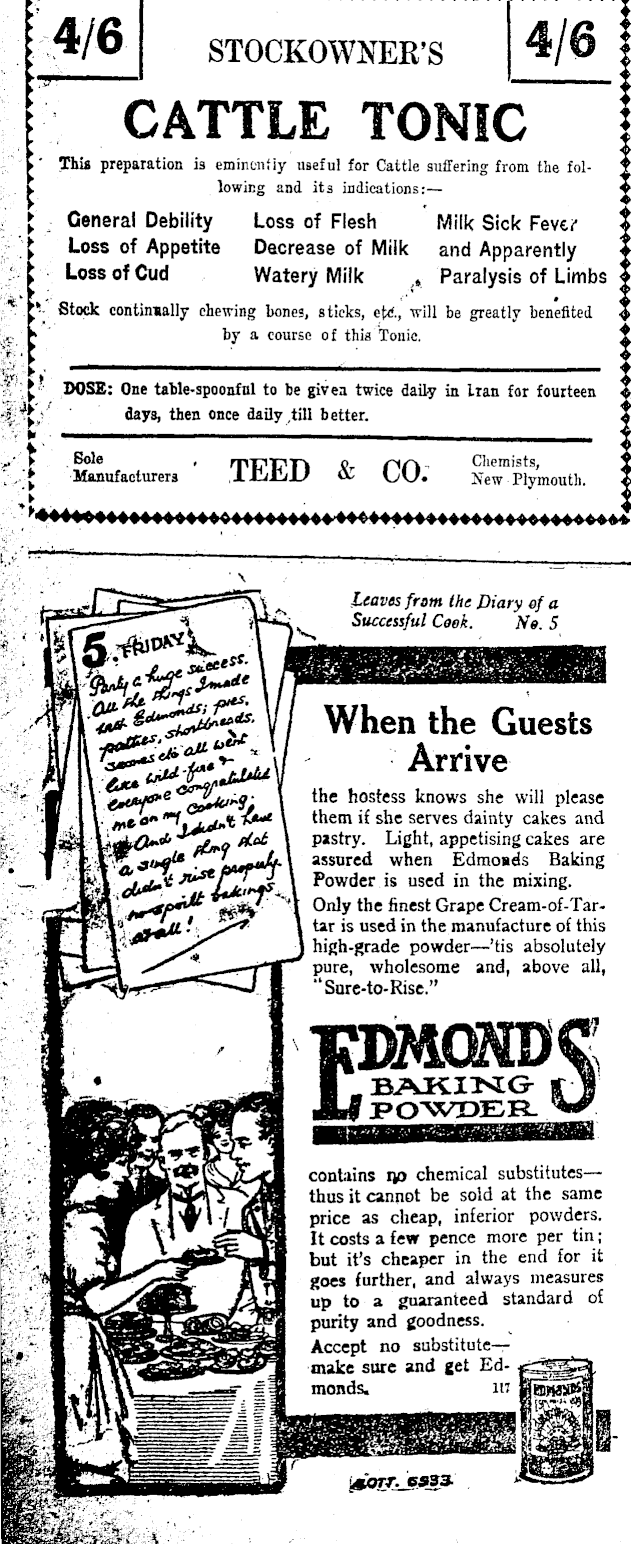 4/6
STOCKOWNER'S
4/6
CATTLE TONIC
This preparation is eminently useful for Cattle suffering from the fol-
lowing and its indications:—
General Debility Loss of Flesh Milk Sick Fever
Loss of Appetite Decrease of Milk and Apparently
Loss of Cud Watery Milk Paralysis of Limbs
Stock continually chewing bones, sticks, etc., will be greatly benefited
by a course of this Tonic.
DOSE: One table-spoonful to be given twice daily in Bran for fourteen
days, then once daily till better.
Sole
Manufacturers
TEED & CO.
Chemists,
New Plymouth.
Leaves from the Diary of a
Successful Cook. No. 5
5. FRIDAY
Party a huge success.
All the things I made
with Edmonds; pies,
patties, shortbreads,
scones etc all went
like wild-fire &
everyone congratulated
me on my cooking.
And I hadn't have
a single thing that
didn't rise properly
no spoilt bakings
at all!
When the Guests
Arrive
the hostess knows she will please
them if she serves dainty cakes and
pastry. Light, appetising cakes are
assured when Edmonds Baking
Powder is used in the mixing.
Only the finest Grape Cream-of-Tar-
tar is used in the manufacture of this
high-grade powder—'tis absolutely
pure, wholesome and, above all,
"Sure-to-Rise."
EDMONDS
BAKING
POWDER
contains no chemical substitutes—
thus it cannot be sold at the same
price as cheap, inferior powders.
It costs a few pence more per tin;
but it's cheaper in the end for it
goes further, and always measures
up to a guaranteed standard of
purity and goodness.
Accept no substitute—
make sure and get Ed-
monds. 117
EDMONDS